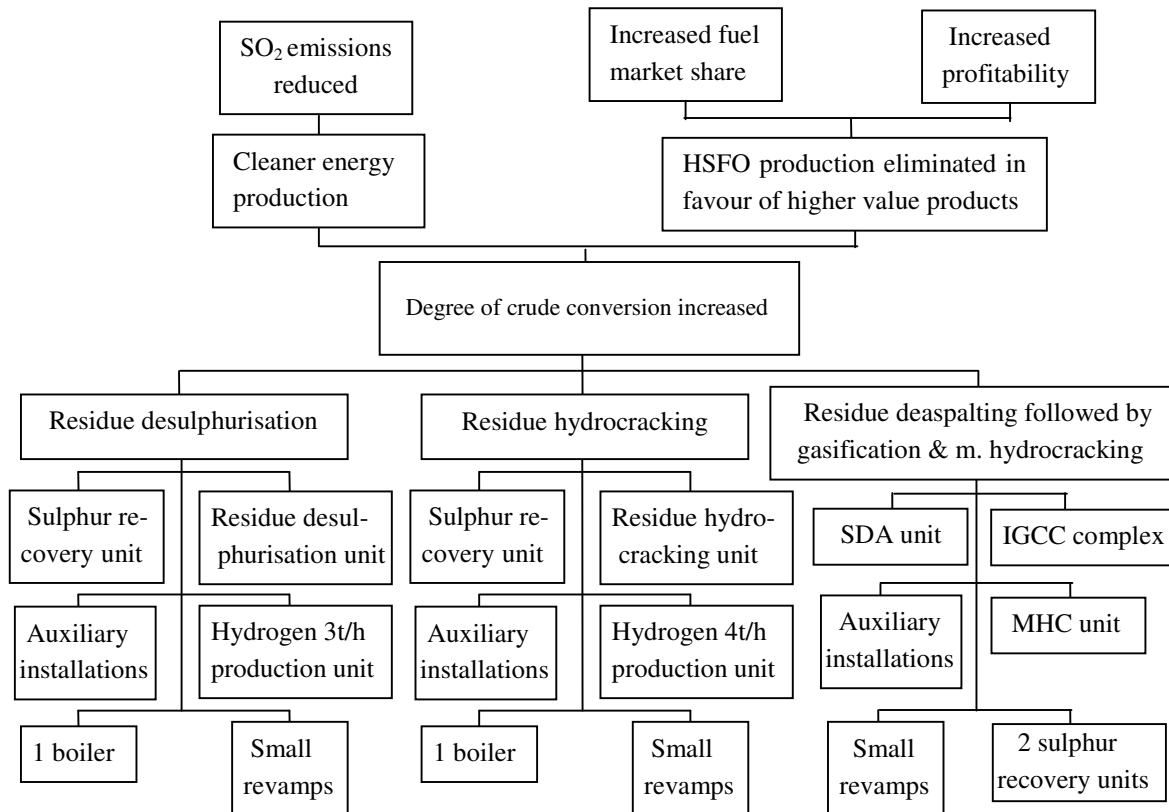 SO₂ emissions
reduced
Increased fuel
market share
Increased
profitability
Cleaner energy
production
HSFO production eliminated in
favour of higher value products
Degree of crude conversion increased
Residue desulphurisation
Residue hydrocracking
Residue deaspalting followed by
gasification & m. hydrocracking
Sulphur re-
covery unit
Residue desul-
phurisation unit
Sulphur re-
covery unit
Residue hydro-
cracking unit
SDA unit
IGCC complex
Auxiliary
installations
Hydrogen 3t/h
production unit
Auxiliary
installations
Hydrogen 4t/h
production unit
Auxiliary
installations
MHC unit
1 boiler
Small
revamps
1 boiler
Small
revamps
Small
revamps
2 sulphur
recovery units